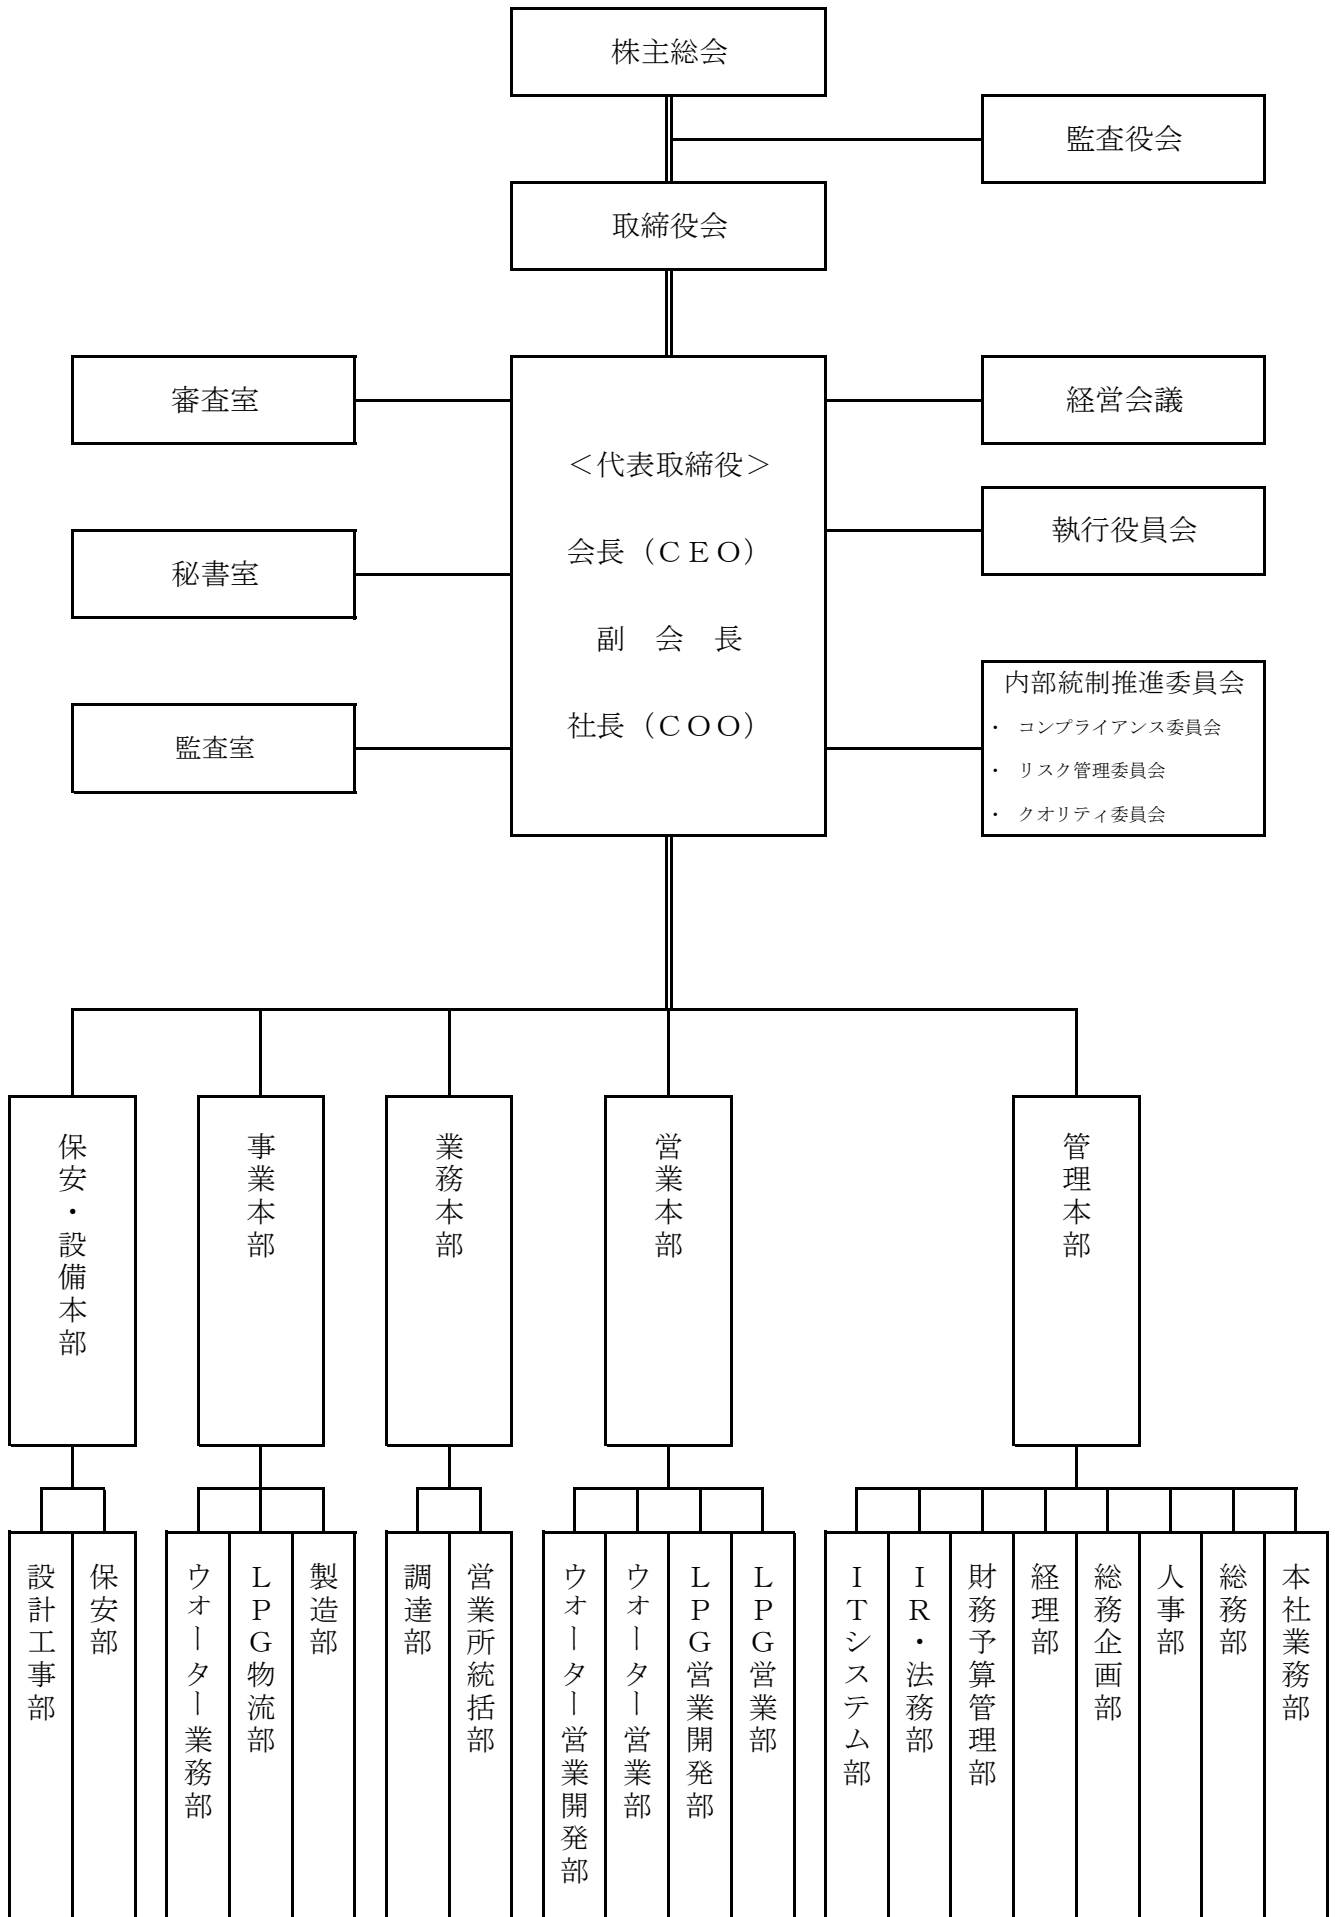 株主総会
監査役会
取締役会
審査室
経営会議
＜代表取締役＞
会長（ＣＥＯ）
副　会　長
社長（ＣＯＯ）
執行役員会
秘書室
監査室
内部統制推進委員会
・ コンプライアンス委員会
・ リスク管理委員会
・ クオリティ委員会
保安・設備本部
事業本部
業務本部
営業本部
管理本部
設計工事部
保安部
ウオーター業務部
ＬＰＧ物流部
製造部
調達部
営業所統括部
ウオーター営業開発部
ウオーター営業部
ＬＰＧ営業開発部
ＬＰＧ営業部
ＩＴシステム部
ＩＲ・法務部
財務予算管理部
経理部
総務企画部
人事部
総務部
本社業務部